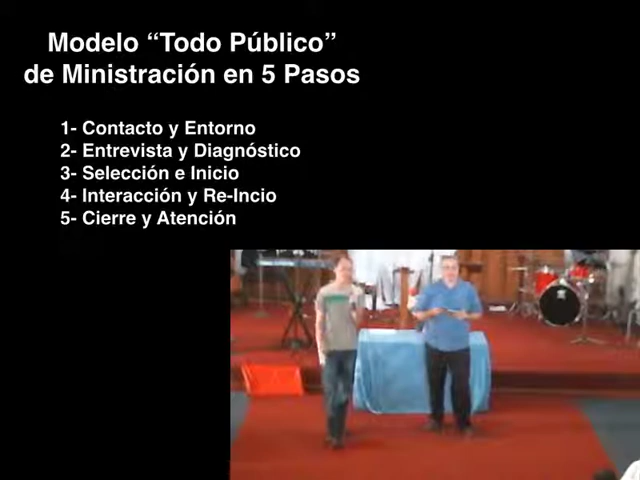 Modelo “Todo Público”
de Ministración en 5 Pasos
1- Contacto y Entorno
2- Entrevista y Diagnóstico
3- Selección e Inicio
4- Interacción y Re-Incio
5- Cierre y Atención